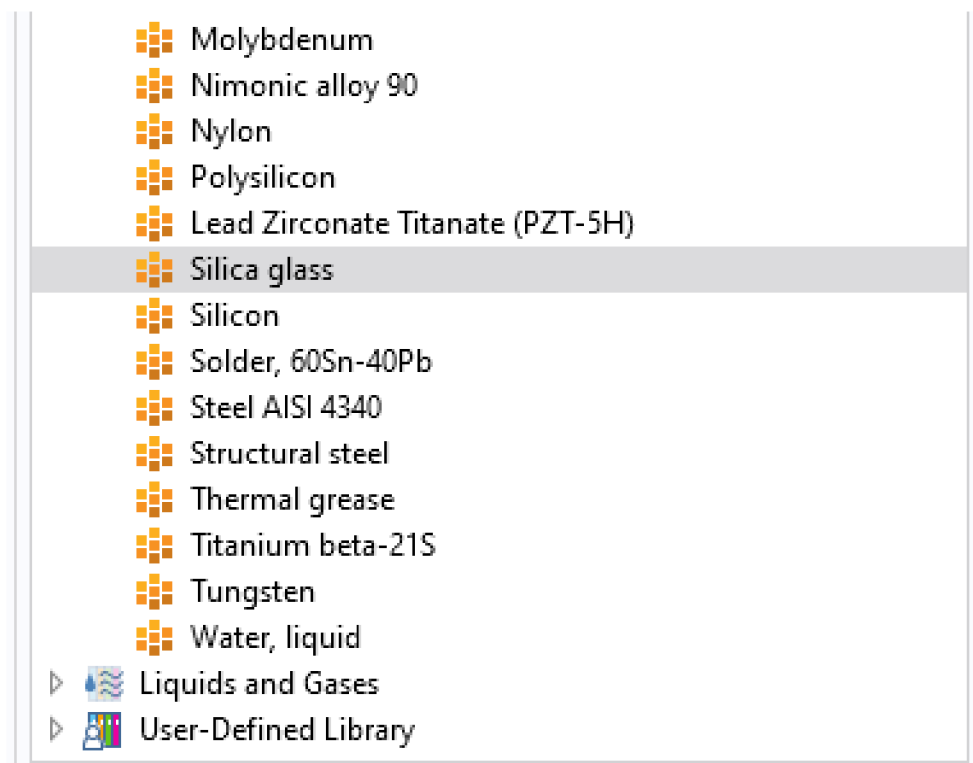 Molybdenum
Nimonic alloy 90
Nylon
Polysilicon
Lead Zirconate Titanate (PZT-5H)
Silica glass
Silicon
Solder, 60Sn-40Pb
Steel AISI 4340
Structural steel
Thermal grease
Titanium beta-21S
Tungsten
Water, liquid
Liquids and Gases
User-Defined Library